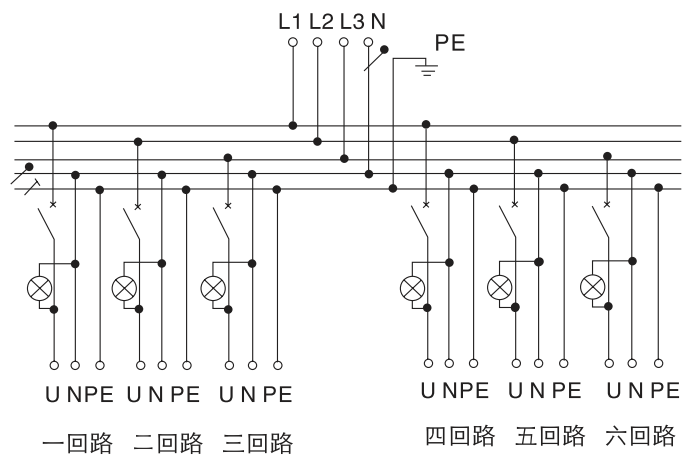 L1 L2 L3 N
PE
U N PE U N PE U N PE U N PE U N PE U N PE
一回路 二回路 三回路 四回路 五回路 六回路